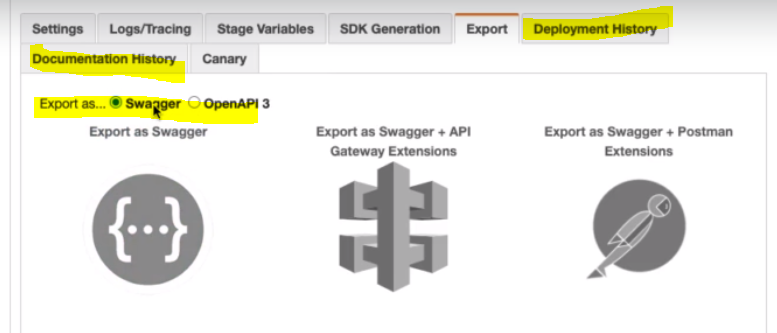 Settings Logs/Tracing Stage Variables SDK Generation Export Deployment History
Documentation History Canary
Export as... Swagger OpenAPI 3
Export as Swagger Export as Swagger + API Export as Swagger + Postman
Gateway Extensions Extensions